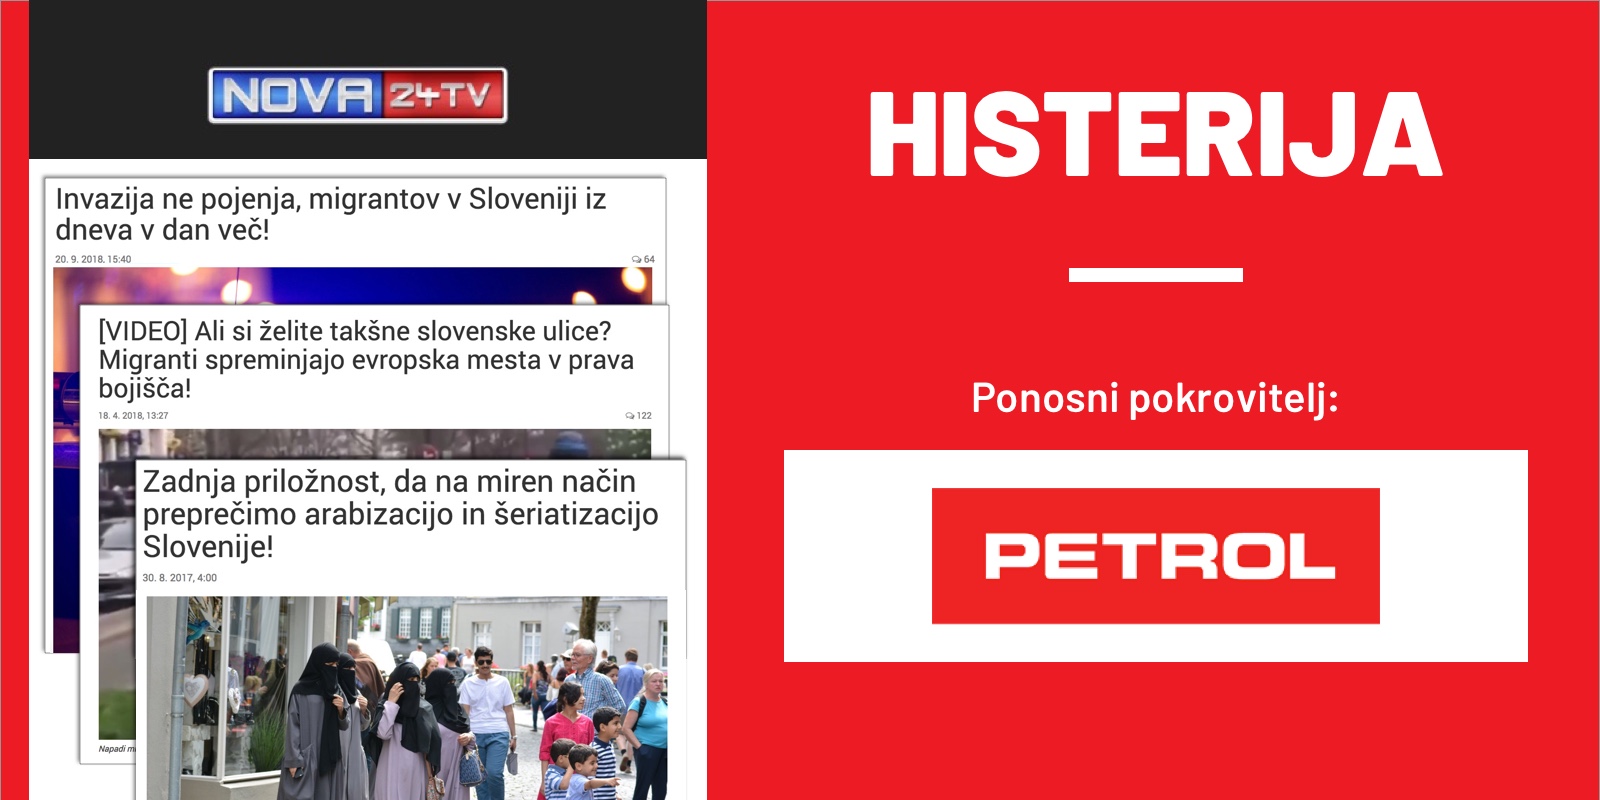 NOVA 24TV
Invazija ne pojenja, migrantov v Sloveniji iz
dneva v dan več!
20. 9. 2018, 15:40
64
[VIDEO] Ali si želite takšne slovenske ulice?
Migranti spreminjajo evropska mesta v prava
bojišča!
18. 4. 2018, 13:27
122
Zadnja priložnost, da na miren način
preprečimo arabizacijo in šeriatizacijo
Slovenije!
30. 8. 2017, 4:00
Napadi
HISTERIJA
Ponosni pokrovitelj:
PETROL